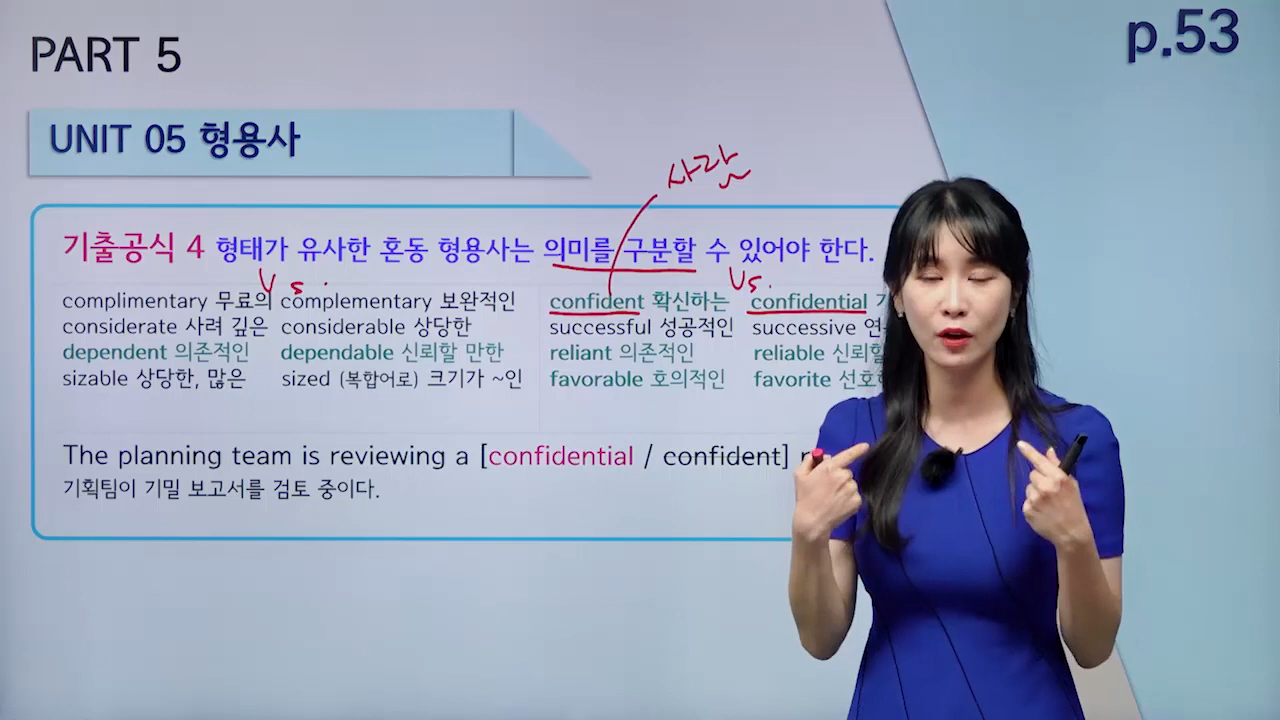 PART 5
p.53
UNIT 05 형용사
사람
기출공식 4 형태가 유사한 혼동 형용사는 의미를 구분할 수 있어야 한다.
Vs. Vs.
complimentary 무료의 complementary 보완적인 confident 확신하는 confidential
considerate 사려 깊은 considerable 상당한 successful 성공적인 successive
dependent 의존적인 dependable 신뢰할 만한 reliant 의존적인 reliable
sizable 상당한, 많은 sized (복합어로) 크기가 ~인 favorable 호의적인 favorite
The planning team is reviewing a [confidential / confident]
기획팀이 기밀 보고서를 검토 중이다.